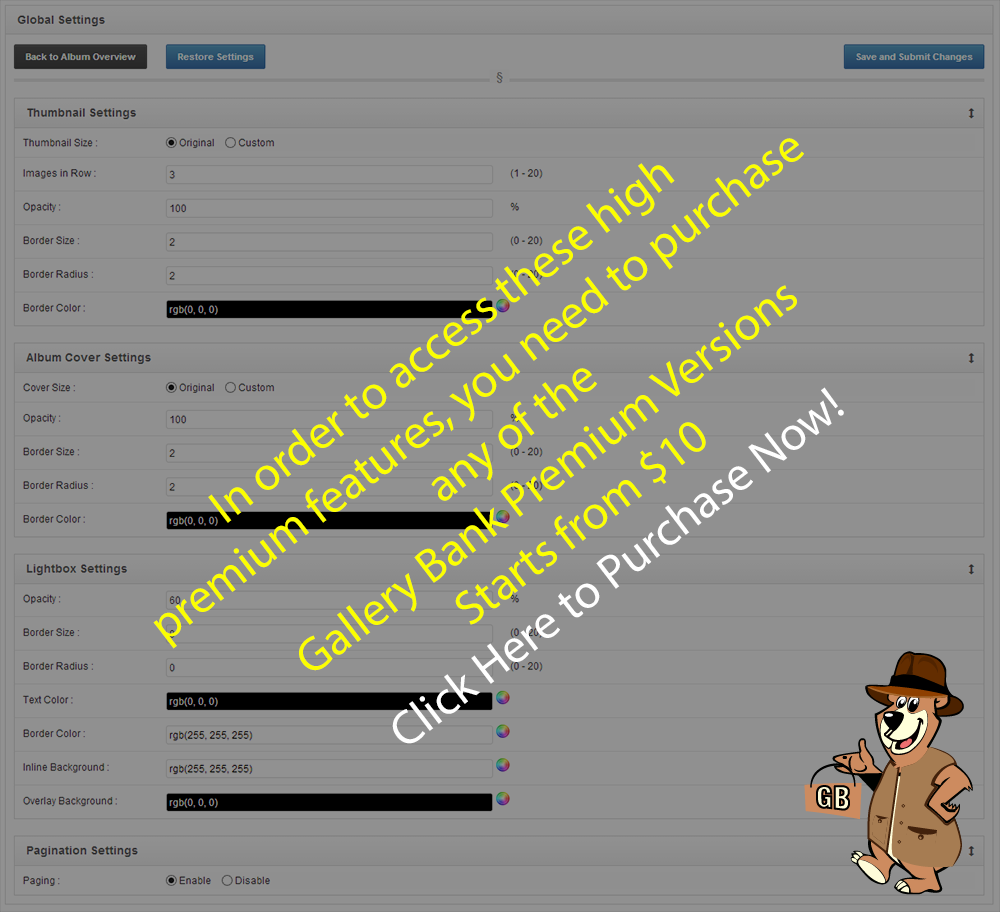 Global Settings
Back to Album Overview
Restore Settings
Save and Submit Changes
§
Thumbnail Settings
Thumbnail Size :
Original
Custom
Images in Row :
3
(1 - 20)
Opacity :
100
%
Border Size :
2
(0 - 20)
Border Radius :
2
(0 - 20)
Border Color :
rgb(0, 0, 0)
Album Cover Settings
Cover Size :
Original
Custom
Opacity :
100
%
Border Size :
2
(0 - 20)
Border Radius :
2
(0 - 20)
Border Color :
rgb(0, 0, 0)
Lightbox Settings
Opacity :
60
%
Border Size :
(0 - 20)
Border Radius :
0
(0 - 20)
Text Color :
rgb(0, 0, 0)
Border Color :
rgb(255, 255, 255)
Inline Background :
rgb(255, 255, 255)
Overlay Background :
rgb(0, 0, 0)
Pagination Settings
Paging :
Enable
Disable
In order to access these high
premium features, you need to purchase
any of the
Gallery Bank Premium Versions
Starts from $10
Click Here to Purchase Now!
GB